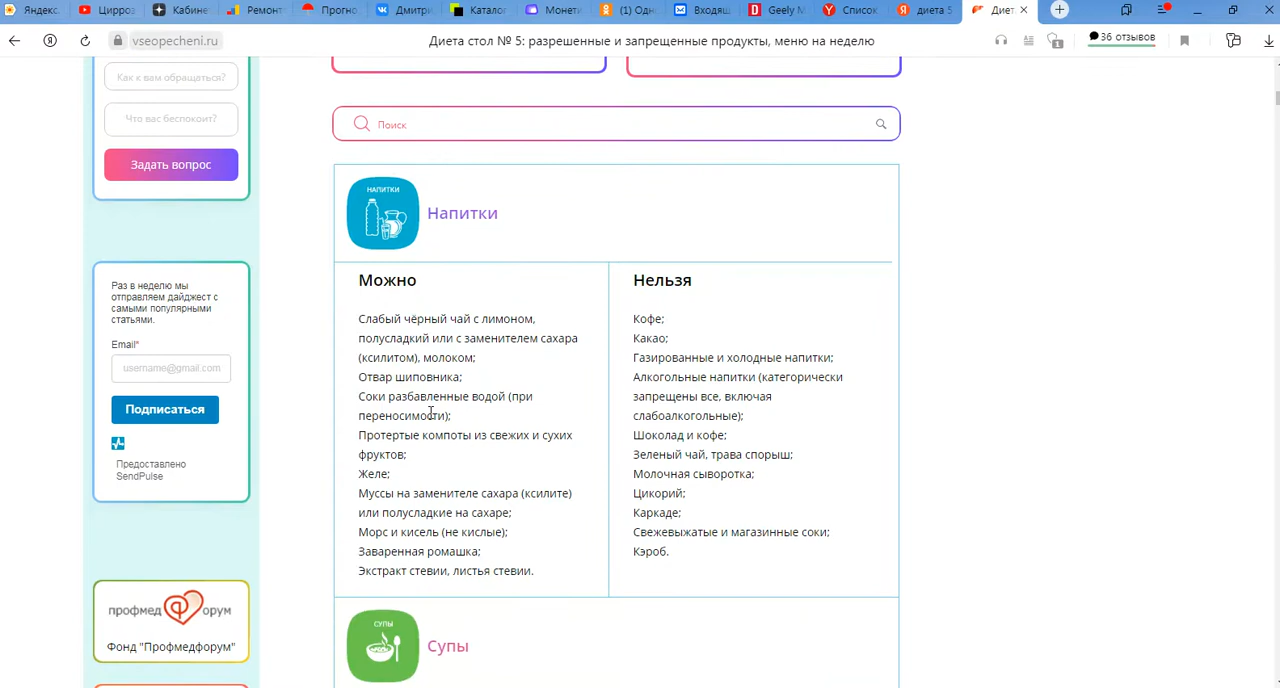 Яндекс
Цирроз
Кабине
Ремонт
Прогно
Дмитри
Каталог
Монети
(1) Одн
Входящ
Geely M
Список
диета 5
Диет.
vseopecheni.ru
Диета стол № 5: разрешенные и запрещенные продукты, меню на неделю
1
36 отзывов
Как к вам обращаться?
Что вас беспокоит?
Задать вопрос
Раз в неделю мы
отправляем дайджест с
самыми популярными
статьями.
Email*
username@gmail.com
Подписаться
Предоставлено
SendPulse
профмед орум
Фонд "Профмедфорум"
Поиск
НАПИТКИ
Напитки
Можно
Слабый чёрный чай с лимоном,
полусладкий или с заменителем сахара
(ксилитом), молоком;
Отвар шиповника;
Соки разбавленные водой (при
переносимости);
Протертые компоты из свежих и сухих
фруктов;
Желе;
Муссы на заменителе сахара (ксилите)
или полусладкие на сахаре;
Морс и кисель (не кислые);
Заваренная ромашка;
Экстракт стевии, листья стевии.
Нельзя
Кофе;
Какао;
Газированные и холодные напитки;
Алкогольные напитки (категорически
запрещены все, включая
слабоалкогольные);
Шоколад и кофе;
Зеленый чай, трава спорыш;
Молочная сыворотка;
Цикорий;
Каркаде;
Свежевыжатые и магазинные соки;
Кэроб.
СУПЫ
Супы